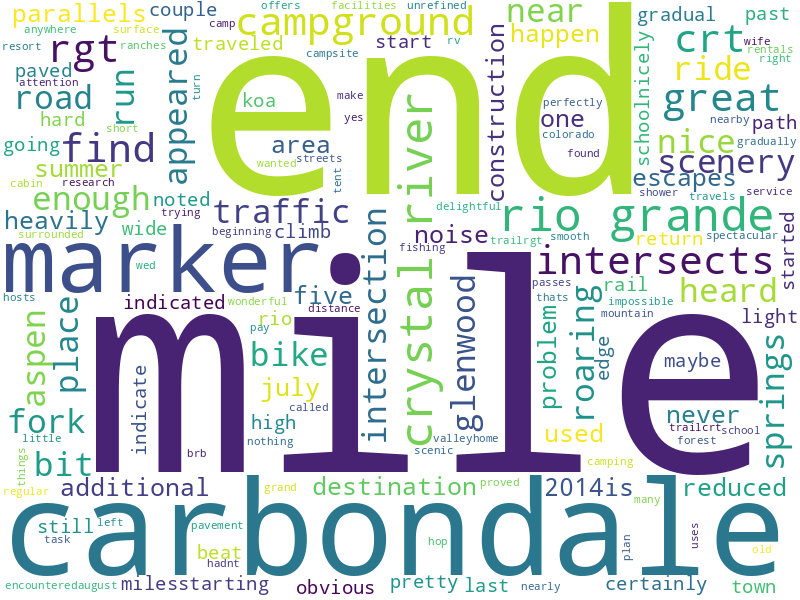 offers facilities unrefined
parallels couple campground near gradual past
anywhere surface camp happen wife
resort ranches rgt traveled start crt rentals
paved appeared end rv ride right
attention turn campsite
road run koa make perfectly great schoolnicely nearby
hard yes one colorado nice path
going short find area streets found scenery gradually
cabin research tent construction
summer enough noted wanted escapes shower travels service
trying traffic delightful rio grande
heavily wide beginning climb noise trailrgt smooth return spectacular started
surrounded marker intersection crystal river fishing intersects
wed passes thats
hosts indicated wonderful five distance rail impossible heard
aspen place rio glenwood problem roaring mountain light
pay edge
bike mile maybe
indicate july called never
fork high used trailcrt school springs
little nothing valleyhome forest
bit brb scenic
things camping
regular additional grand destination proved 2014is many reduced
carbondale
still left pavement hop plan uses old
task beat hadnt
encounteredaugust milesstarting obvious pretty last nearly certainly town